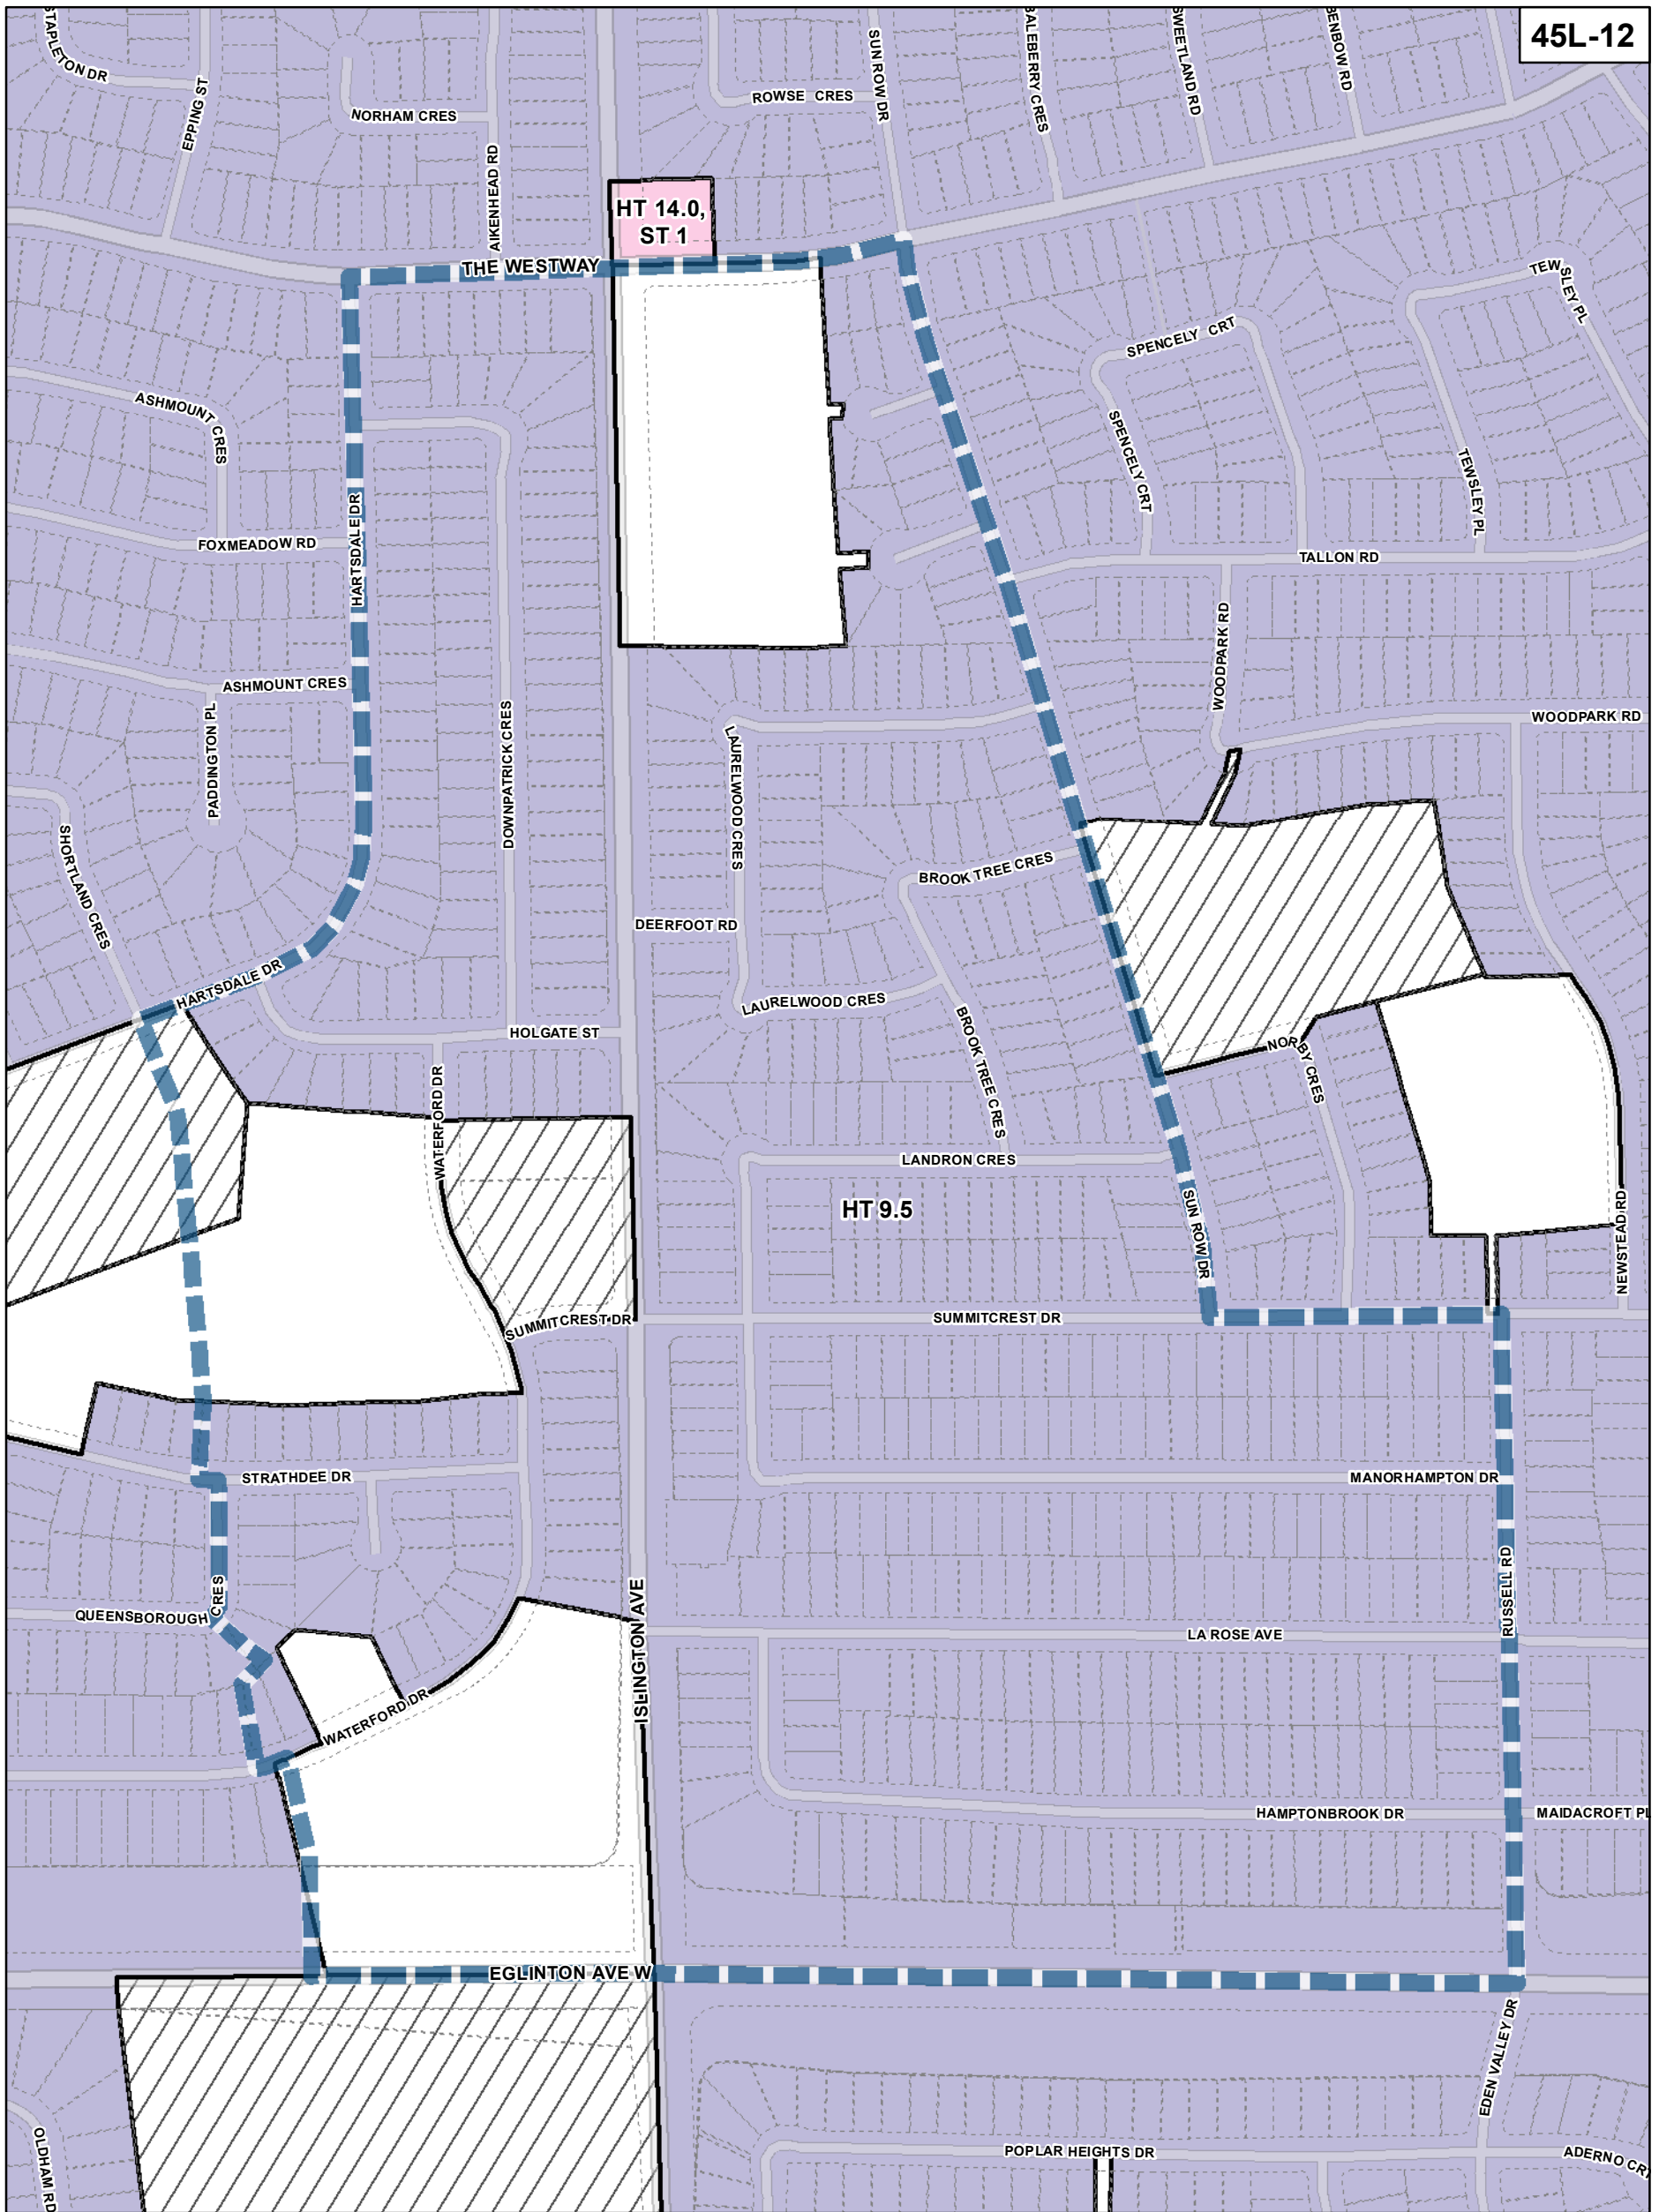 45L-12
STAPLETON DR
EPPING ST
NORHAM CRES
AIKENHEAD RD
ROWSE CRES
SUN ROW DR
SWEETLAND RD
HT 14.0,
ST 1
THE WESTWAY
TEWSLEY PL
SPENCELY CRT
ASHMOUNT CRES
SPENCELY CRT
TEWSLEY PL
HARTSDALE DR
FOXMEADOW RD
TALLON RD
WOODPARK RD
ASHMOUNT CRES
PADDINGTON PL
DOWNPATRICK CRES
LAURELWOOD CRES
WOODPARK RD
SHORTLAND CRES
BROOK TREE CRES
DEERFOOT RD
HARTSDALE DR
LAURELWOOD CRES
HOLGATE ST
BROOK TREE CRES
NORBY CRES
WATERFORD DR
LANDRON CRES
HT 9.5
SUN ROW DR
NEWSTEAD RD
SUMMITCREST DR
SUMMITCREST DR
STRATHDEE DR
MANORHAMPTON DR
QUEENSBOROUGH CRES
ISLINGTON AVE
RUSSELL RD
LA ROSE AVE
WATERFORD DR
HAMPTONBROOK DR
MAIDACROFT PL
EGLINTON AVE W
EDEN VALLEY DR
OLDHAM RD
POPLAR HEIGHTS DR
ADERNO CRT